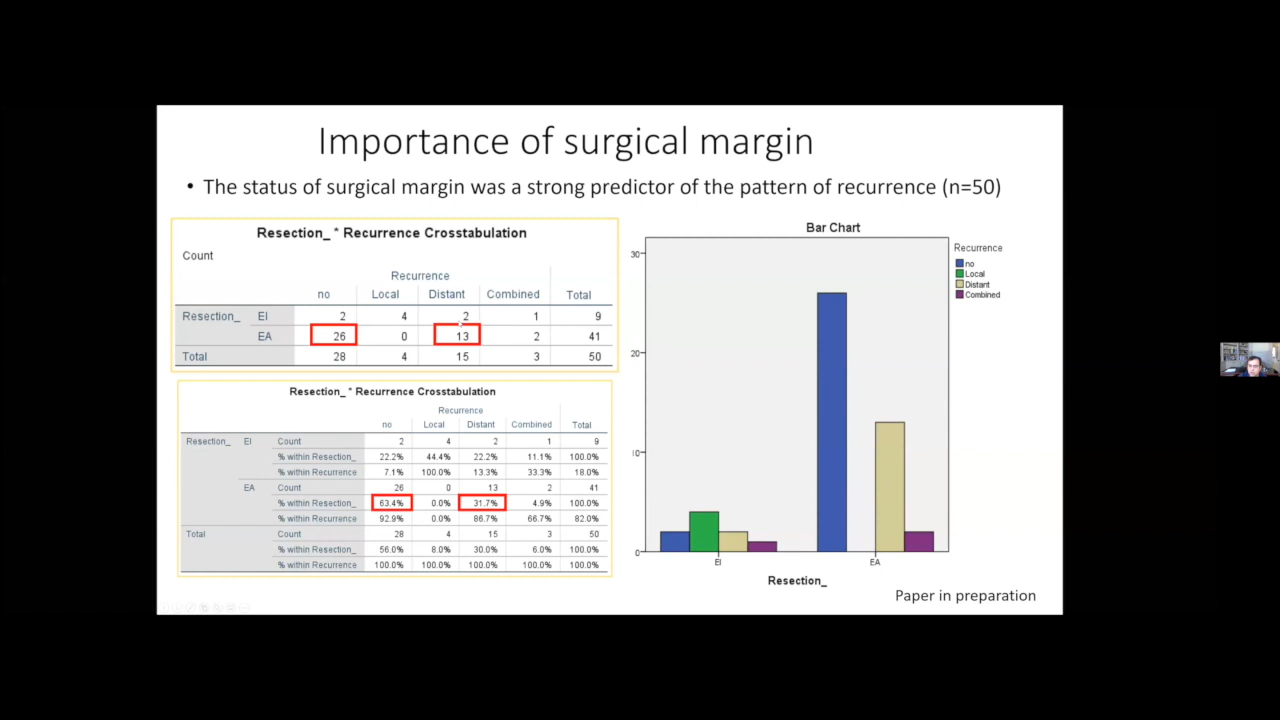 Importance of surgical margin
• The status of surgical margin was a strong predictor of the pattern of recurrence (n=50)
Resection_ * Recurrence Crosstabulation
Count
Recurrence
no Local Distant Combined Total
Resection_ EI 2 4 2 1 9
EA 26 0 13 2 41
Total 28 4 15 3 50
Resection_ * Recurrence Crosstabulation
Recurrence
no Local Distant Combined Total
Resection_ EI Count 2 4 2 1 9
% within Resection_ 22.2% 44.4% 22.2% 11.1% 100.0%
% within Recurrence 7.1% 100.0% 13.3% 33.3% 18.0%
EA Count 26 0 13 2 41
% within Resection_ 63.4% 0.0% 31.7% 4.9% 100.0%
% within Recurrence 92.9% 0.0% 86.7% 66.7% 82.0%
Total Count 28 4 15 3 50
% within Resection_ 56.0% 8.0% 30.0% 6.0% 100.0%
% within Recurrence 100.0% 100.0% 100.0% 100.0% 100.0%
Bar Chart
30
20
10
0
EI EA
Resection_
Recurrence
no
Local
Distant
Combined
Paper in preparation